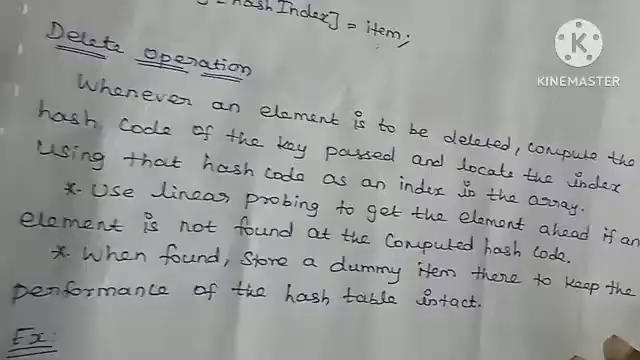 hashIndex] = item;
Delete operation
Whenever an element is to be deleted, compute the
hash code of the key passed and locate the index
using that hash code as an index in the array.
*. Use linear probing to get the element ahead if an
element is not found at the computed hash code.
*. When found, store a dummy item there to keep the
performance of the hash table intact.
Ex:
K
KINEMASTER